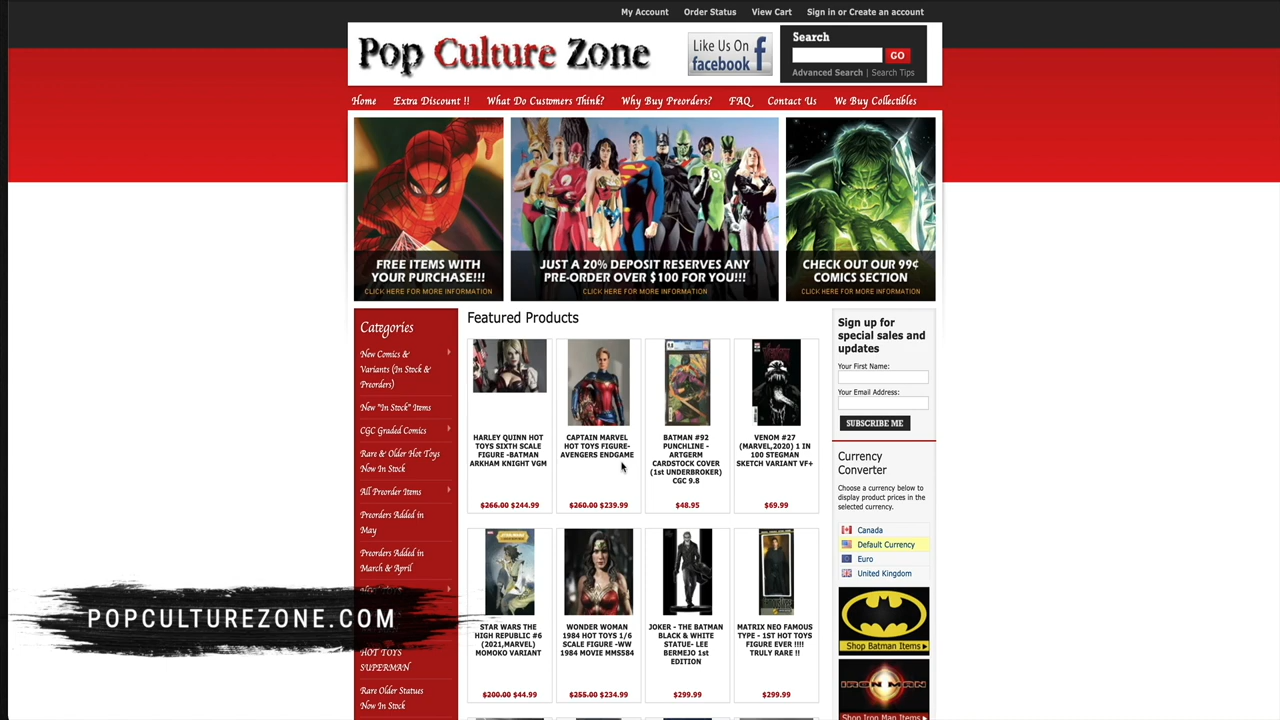 My Account Order Status View Cart Sign in or Create an account
Pop Culture Zone
Like Us On
facebook
Search
GO
Advanced Search | Search Tips
Home Extra Discount !! What Do Customers Think? Why Buy Preorders? FAQ Contact Us We Buy Collectibles
FREE ITEMS WITH
YOUR PURCHASE!!!
CLICK HERE FOR MORE INFORMATION
JUST A 20% DEPOSIT RESERVES ANY
PRE-ORDER OVER $100 FOR YOU!!!
CLICK HERE FOR MORE INFORMATION
CHECK OUT OUR 99¢
COMICS SECTION
CLICK HERE FOR MORE INFORMATION
Categories
New Comics &
Variants (In Stock &
Preorders)
New "In Stock" Items
CGC Graded Comics
Rare & Older Hot Toys
Now In Stock
All Preorder Items
Preorders Added in
May
Preorders Added in
March & April
HOT TOYS
SUPERMAN
Rare Older Statues
Now In Stock
Featured Products
HARLEY QUINN HOT
TOYS SIXTH SCALE
FIGURE -BATMAN
ARKHAM KNIGHT VGM
$266.00 $244.99
CAPTAIN MARVEL
HOT TOYS FIGURE-
AVENGERS ENDGAME
$260.00 $239.99
BATMAN #92
PUNCHLINE -
ARTGERM
CARDSTOCK COVER
(1st UNDERBROKER)
CGC 9.8
$48.95
VENOM #27
(MARVEL,2020) 1 IN
100 STEGMAN
SKETCH VARIANT VF+
$69.99
STAR WARS THE
HIGH REPUBLIC #6
(2021,MARVEL)
MOMOKO VARIANT
$200.00 $44.99
WONDER WOMAN
1984 HOT TOYS 1/6
SCALE FIGURE -WW
1984 MOVIE MMS584
$255.00 $234.99
JOKER - THE BATMAN
BLACK & WHITE
STATUE- LEE
BERMEJO 1st
EDITION
$299.99
MATRIX NEO FAMOUS
TYPE - 1ST HOT TOYS
FIGURE EVER !!!!
TRULY RARE !!
$299.99
Sign up for
special sales and
updates
Your First Name:
Your Email Address:
SUBSCRIBE ME
Currency
Converter
Choose a currency below to
display product prices in the
selected currency.
Canada
Default Currency
Euro
United Kingdom
Shop Batman Items
IRON MAN
Shop Iron Man Items
POPCULTUREZONE.COM